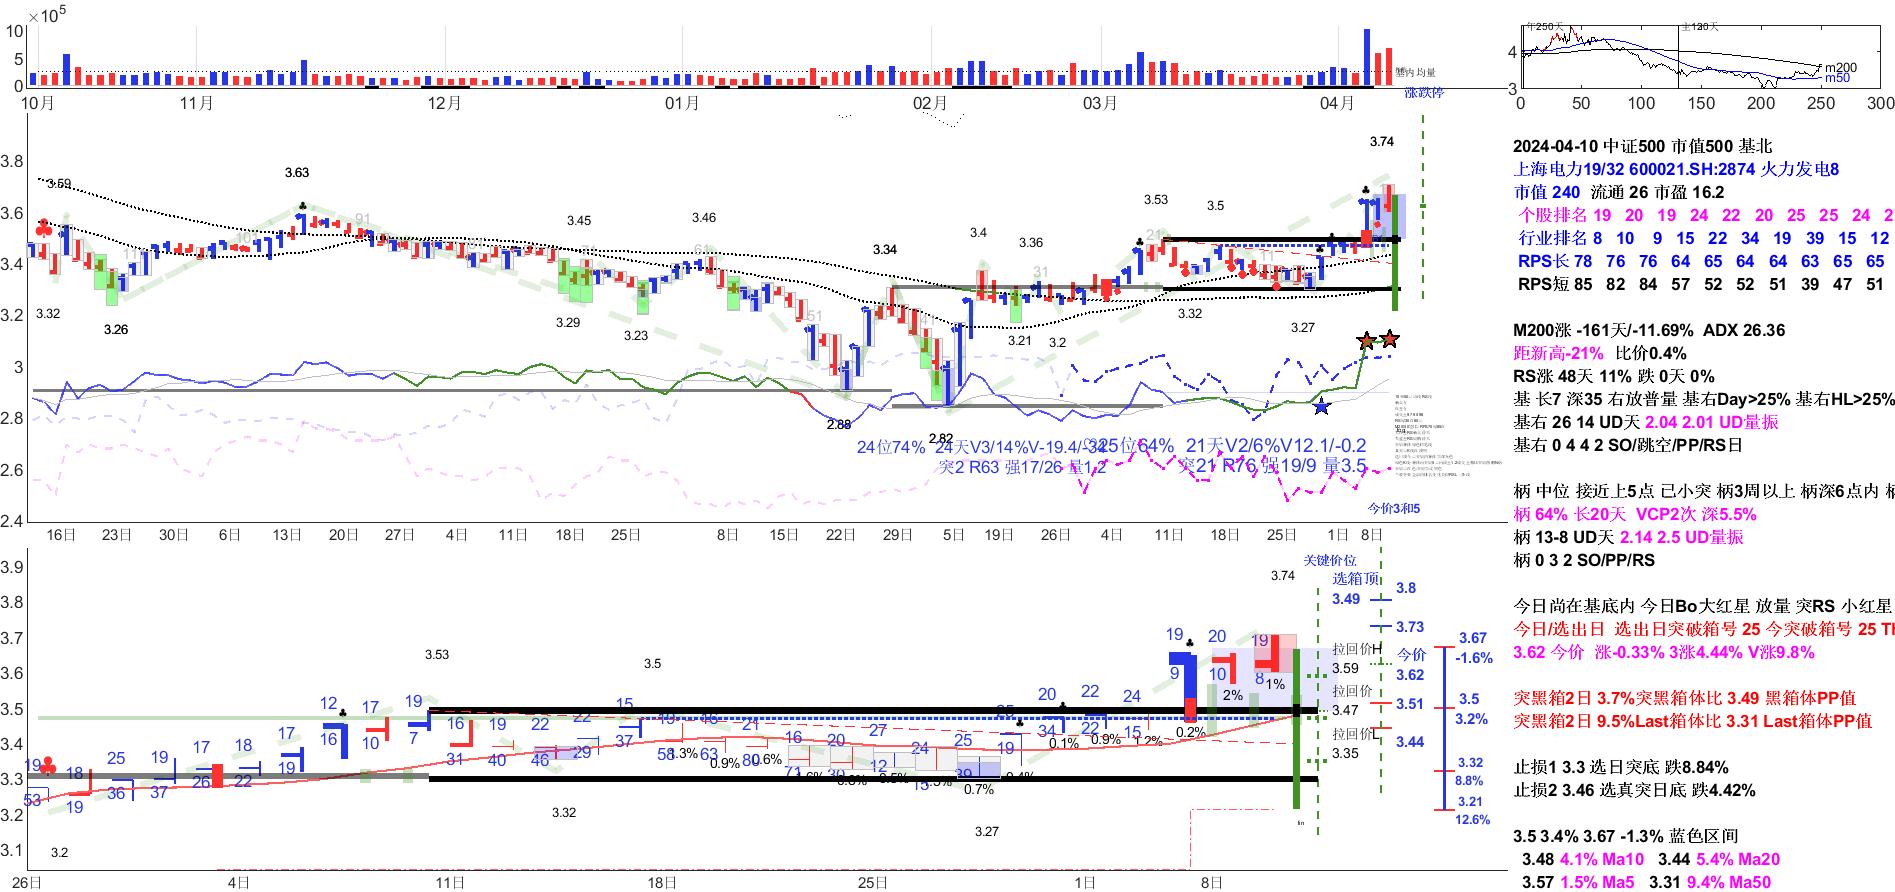 ×10⁵
10
5
0
基内均量
涨跌停
10月 11月 12月 01月 02月 03月 04月
年250天
4
3
m200
m50
0 50 100 150 200 250 300
3.8
3.6
3.4
3.2
3
2.8
2.6
2.4
3.59
3.32
3.26
3.63
91
3.45
3.29
3.23
3.46
61
51
3.34
2.88
41
2.82
3.4
3.21
3.36
31
3.2
3.53
21
3.32
3.5
11
3.27
3.74
24位74% 24天V3/14%V-19.4/-3.2
突2 R63 强17/26 量1.2
25位64% 21天V2/6%V12.1/-0.2
突21 R76 强19/9 量3.5
今价3和5
16日 23日 30日 6日 13日 20日 27日 4日 11日 18日 25日 8日 15日 22日 29日 5日 19日 26日 4日 11日 18日 25日 1日 8日
3.9
3.8
3.7
3.6
3.5
3.4
3.3
3.2
3.1
3.2
3.53
3.32
3.5
3.27
3.74
19 18 25 19 17 18 17 12 17 19 16 19 22 22 15 19 16 24 16 20 27 24 25 25 20 22 24 19 20 19
53 19 36 37 26 22 19 16 10 7 31 40 46 29 37 58 63 80 71 30 12 15 39 19 34 22 15 9 10 8
0.9% 0.6% 0.7% 0.4% 0.1% 0.9% 1.2% 0.2% 2% 1%
关键价位
选箱顶
3.49
拉回价H
3.59
拉回价
3.47
拉回价L
3.35
3.8
3.73
今价
3.62
3.51
3.44
3.67
-1.6%
3.5
3.2%
3.32
8.8%
3.21
12.6%
26日 4日 11日 18日 25日 1日 8日
2024-04-10 中证500 市值500 基北
上海电力19/32 600021.SH:2874 火力发电8
市值 240 流通 26 市盈 16.2
个股排名 19 20 19 24 22 20 25 25 24 2
行业排名 8 10 9 15 22 34 19 39 15 12
RPS长 78 76 76 64 65 64 64 63 65 65
RPS短 85 82 84 57 52 52 51 39 47 51
M200涨 -161天/-11.69% ADX 26.36
距新高-21% 比价0.4%
RS涨 48天 11% 跌 0天 0%
基 长7 深35 右放普量 基右Day>25% 基右HL>25%
基右 26 14 UD天 2.04 2.01 UD量振
基右 0 4 4 2 SO/跳空/PP/RS日
柄 中位 接近上5点 已小突 柄3周以上 柄深6点内
柄 64% 长20天 VCP2次 深5.5%
柄 13-8 UD天 2.14 2.5 UD量振
柄 0 3 2 SO/PP/RS
今日尚在基底内 今日Bo大红星 放量 突RS 小红星
今日/选出日 选出日突破箱号 25 今突破箱号 25
3.62 今价 涨-0.33% 3涨4.44% V涨9.8%
突黑箱2日 3.7%突黑箱体比 3.49 黑箱体PP值
突黑箱2日 9.5%Last箱体比 3.31 Last箱体PP值
止损1 3.3 选日突底 跌8.84%
止损2 3.46 选真突日底 跌4.42%
3.5 3.4% 3.67 -1.3% 蓝色区间
3.48 4.1% Ma10 3.44 5.4% Ma20
3.57 1.5% Ma5 3.31 9.4% Ma50